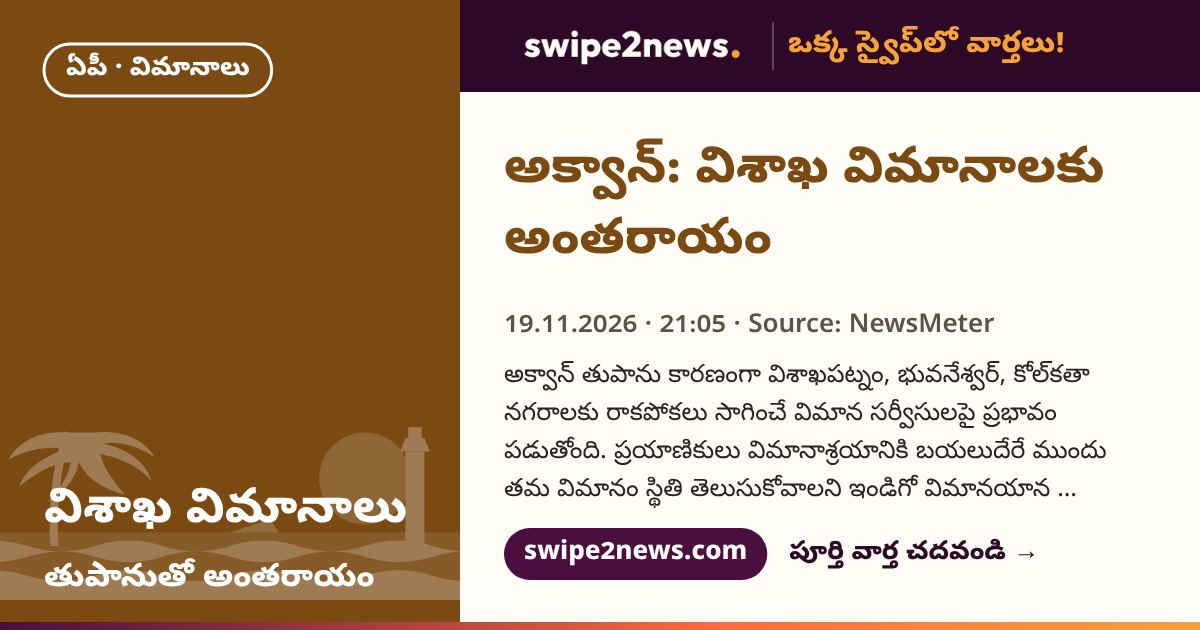 ఏపీ · విమానాలు
విశాఖ విమానాలు
తుపానుతో అంతరాయం
swipe2news.
ఒక్క స్వైప్‌లో వార్తలు!
అక్వాన్: విశాఖ విమానాలకు
అంతరాయం
19.11.2026 · 21:05 · Source: NewsMeter
అక్వాన్ తుపాను కారణంగా విశాఖపట్నం, భువనేశ్వర్, కోల్‌కతా
నగరాలకు రాకపోకలు సాగించే విమాన సర్వీసులపై ప్రభావం
పడుతోంది. ప్రయాణికులు విమానాశ్రయానికి బయలుదేరే ముందు
తమ విమానం స్థితి తెలుసుకోవాలని ఇండిగో విమానయాన ...
swipe2news.com
పూర్తి వార్త చదవండి →